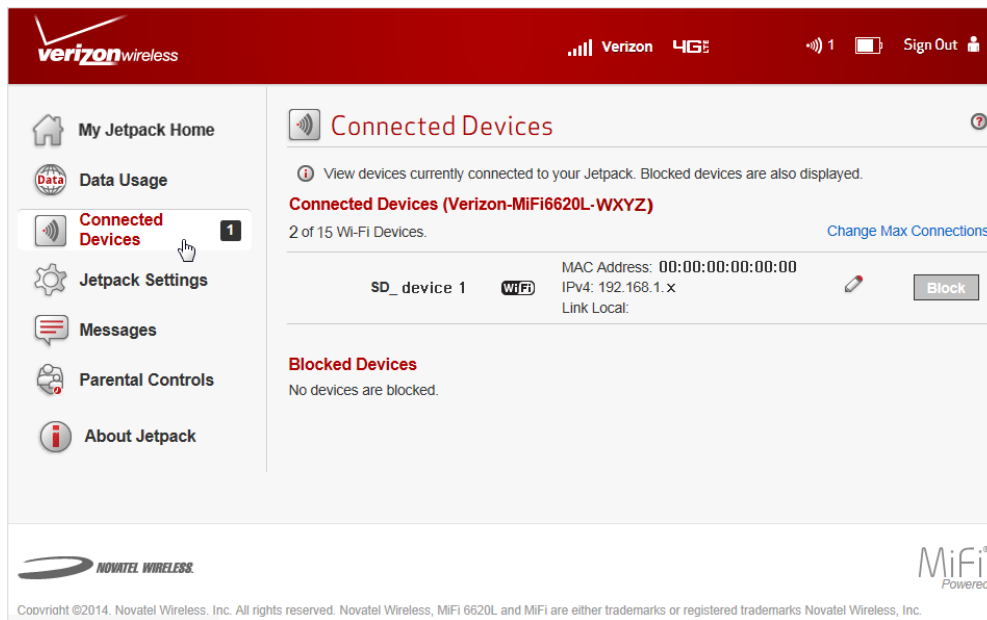 verizonwireless
Verizon 4G LTE 1 Sign Out
My Jetpack Home
Data Usage
Connected Devices 1
Jetpack Settings
Messages
Parental Controls
About Jetpack
Connected Devices ?
i View devices currently connected to your Jetpack. Blocked devices are also displayed.
Connected Devices (Verizon-MiFi6620L-WXYZ)
2 of 15 Wi-Fi Devices. Change Max Connections
SD_ device 1 WiFi
MAC Address: 00:00:00:00:00:00
IPv4: 192.168.1.x
Link Local:
Block
Blocked Devices
No devices are blocked.
NOVATEL WIRELESS.
MiFi®
Powered
Copyright ©2014. Novatel Wireless, Inc. All rights reserved. Novatel Wireless, MiFi 6620L and MiFi are either trademarks or registered trademarks Novatel Wireless, Inc.